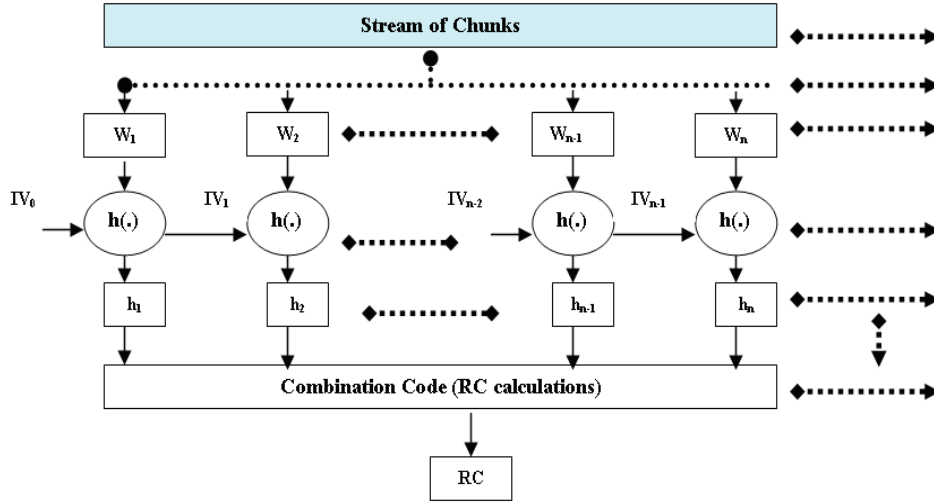 Stream of Chunks
W1 W2 Wn-1 Wn
IV0 IV1 IVn-2 IVn-1
h(.) h(.) h(.) h(.)
h1 h2 hn-1 hn
Combination Code (RC calculations)
RC